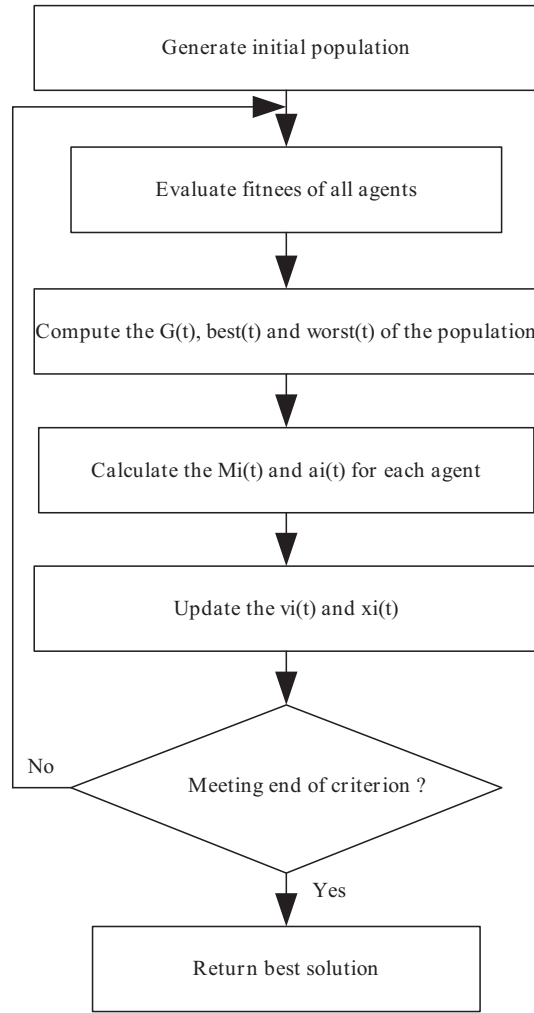 Generate initial population
Evaluate fitnees of all agents
Compute the G(t), best(t) and worst(t) of the population
Calculate the Mi(t) and ai(t) for each agent
Update the vi(t) and xi(t)
No
Meeting end of criterion ?
Yes
Return best solution